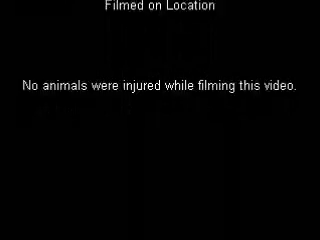 Filmed on Location
No animals were injured while filming this video.